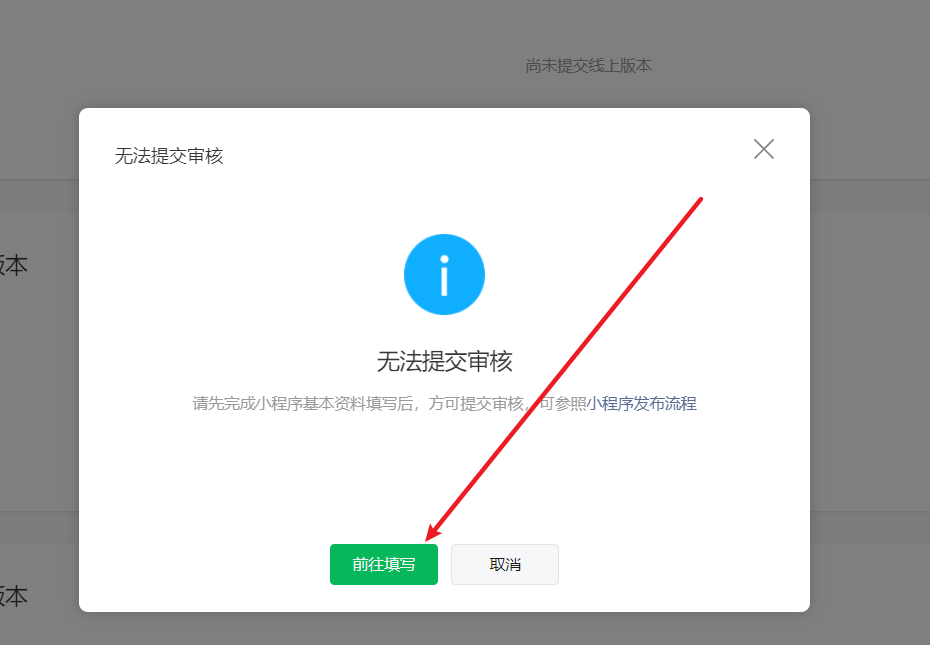 尚未提交线上版本
无法提交审核
版本
无法提交审核
请先完成小程序基本资料填写后，方可提交审核，可参照小程序发布流程
前往填写
取消
版本